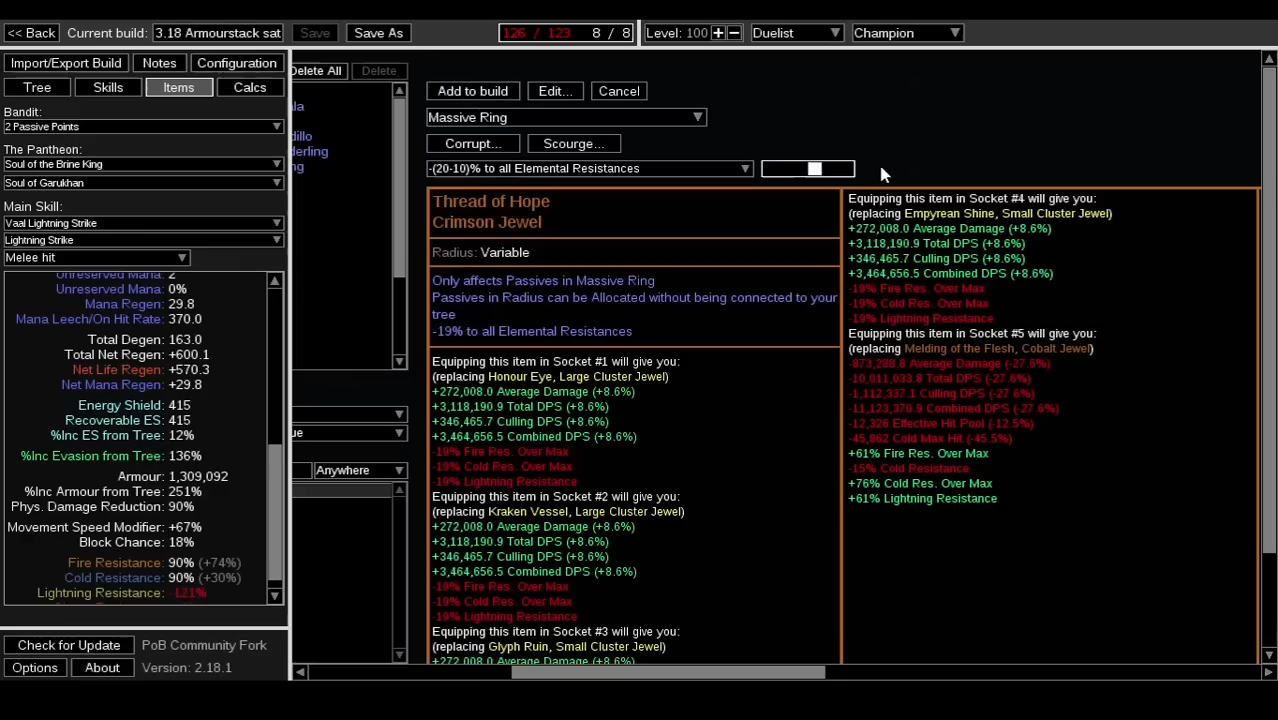 << Back
Current build:
3.18 Armourstack sat
Save
Save As
126 / 123
8 / 8
Level: 100
+
−
Duelist
Champion
Import/Export Build
Notes
Configuration
Tree
Skills
Items
Calcs
Bandit:
2 Passive Points
The Pantheon:
Soul of the Brine King
Soul of Garukhan
Main Skill:
Vaal Lightning Strike
Lightning Strike
Melee hit
Unreserved Mana: 2
Unreserved Mana: 0%
Mana Regen: 29.8
Mana Leech/On Hit Rate: 370.0
Total Degen: 163.0
Total Net Regen: +600.1
Net Life Regen: +570.3
Net Mana Regen: +29.8
Energy Shield: 415
Recoverable ES: 415
%Inc ES from Tree: 12%
%Inc Evasion from Tree: 136%
Armour: 1,309,092
%Inc Armour from Tree: 251%
Phys. Damage Reduction: 90%
Movement Speed Modifier: +67%
Block Chance: 18%
Fire Resistance: 90% (+74%)
Cold Resistance: 90% (+30%)
Lightning Resistance: -121%
Check for Update
PoB Community Fork
Options
About
Version: 2.18.1
Delete All
Delete
ala
dillo
derling
ng
ue
Anywhere
Add to build
Edit...
Cancel
Massive Ring
Corrupt...
Scourge...
-(20-10)% to all Elemental Resistances
Thread of Hope
Crimson Jewel
Radius: Variable
Only affects Passives in Massive Ring
Passives in Radius can be Allocated without being connected to your
tree
-19% to all Elemental Resistances
Equipping this item in Socket #1 will give you:
(replacing Honour Eye, Large Cluster Jewel)
+272,008.0 Average Damage (+8.6%)
+3,118,190.9 Total DPS (+8.6%)
+346,465.7 Culling DPS (+8.6%)
+3,464,656.5 Combined DPS (+8.6%)
-19% Fire Res. Over Max
-19% Cold Res. Over Max
-19% Lightning Resistance
Equipping this item in Socket #2 will give you:
(replacing Kraken Vessel, Large Cluster Jewel)
+272,008.0 Average Damage (+8.6%)
+3,118,190.9 Total DPS (+8.6%)
+346,465.7 Culling DPS (+8.6%)
+3,464,656.5 Combined DPS (+8.6%)
-19% Fire Res. Over Max
-19% Cold Res. Over Max
-19% Lightning Resistance
Equipping this item in Socket #3 will give you:
(replacing Glyph Ruin, Small Cluster Jewel)
+272,008.0 Average Damage (+8.6%)
Equipping this item in Socket #4 will give you:
(replacing Empyrean Shine, Small Cluster Jewel)
+272,008.0 Average Damage (+8.6%)
+3,118,190.9 Total DPS (+8.6%)
+346,465.7 Culling DPS (+8.6%)
+3,464,656.5 Combined DPS (+8.6%)
-19% Fire Res. Over Max
-19% Cold Res. Over Max
-19% Lightning Resistance
Equipping this item in Socket #5 will give you:
(replacing Melding of the Flesh, Cobalt Jewel)
-873,288.8 Average Damage (-27.6%)
-10,011,033.8 Total DPS (-27.6%)
-1,112,337.1 Culling DPS (-27.6%)
-11,123,370.9 Combined DPS (-27.6%)
-12,326 Effective Hit Pool (-12.5%)
-45,862 Cold Max Hit (-45.5%)
+61% Fire Res. Over Max
-15% Cold Resistance
+76% Cold Res. Over Max
+61% Lightning Resistance